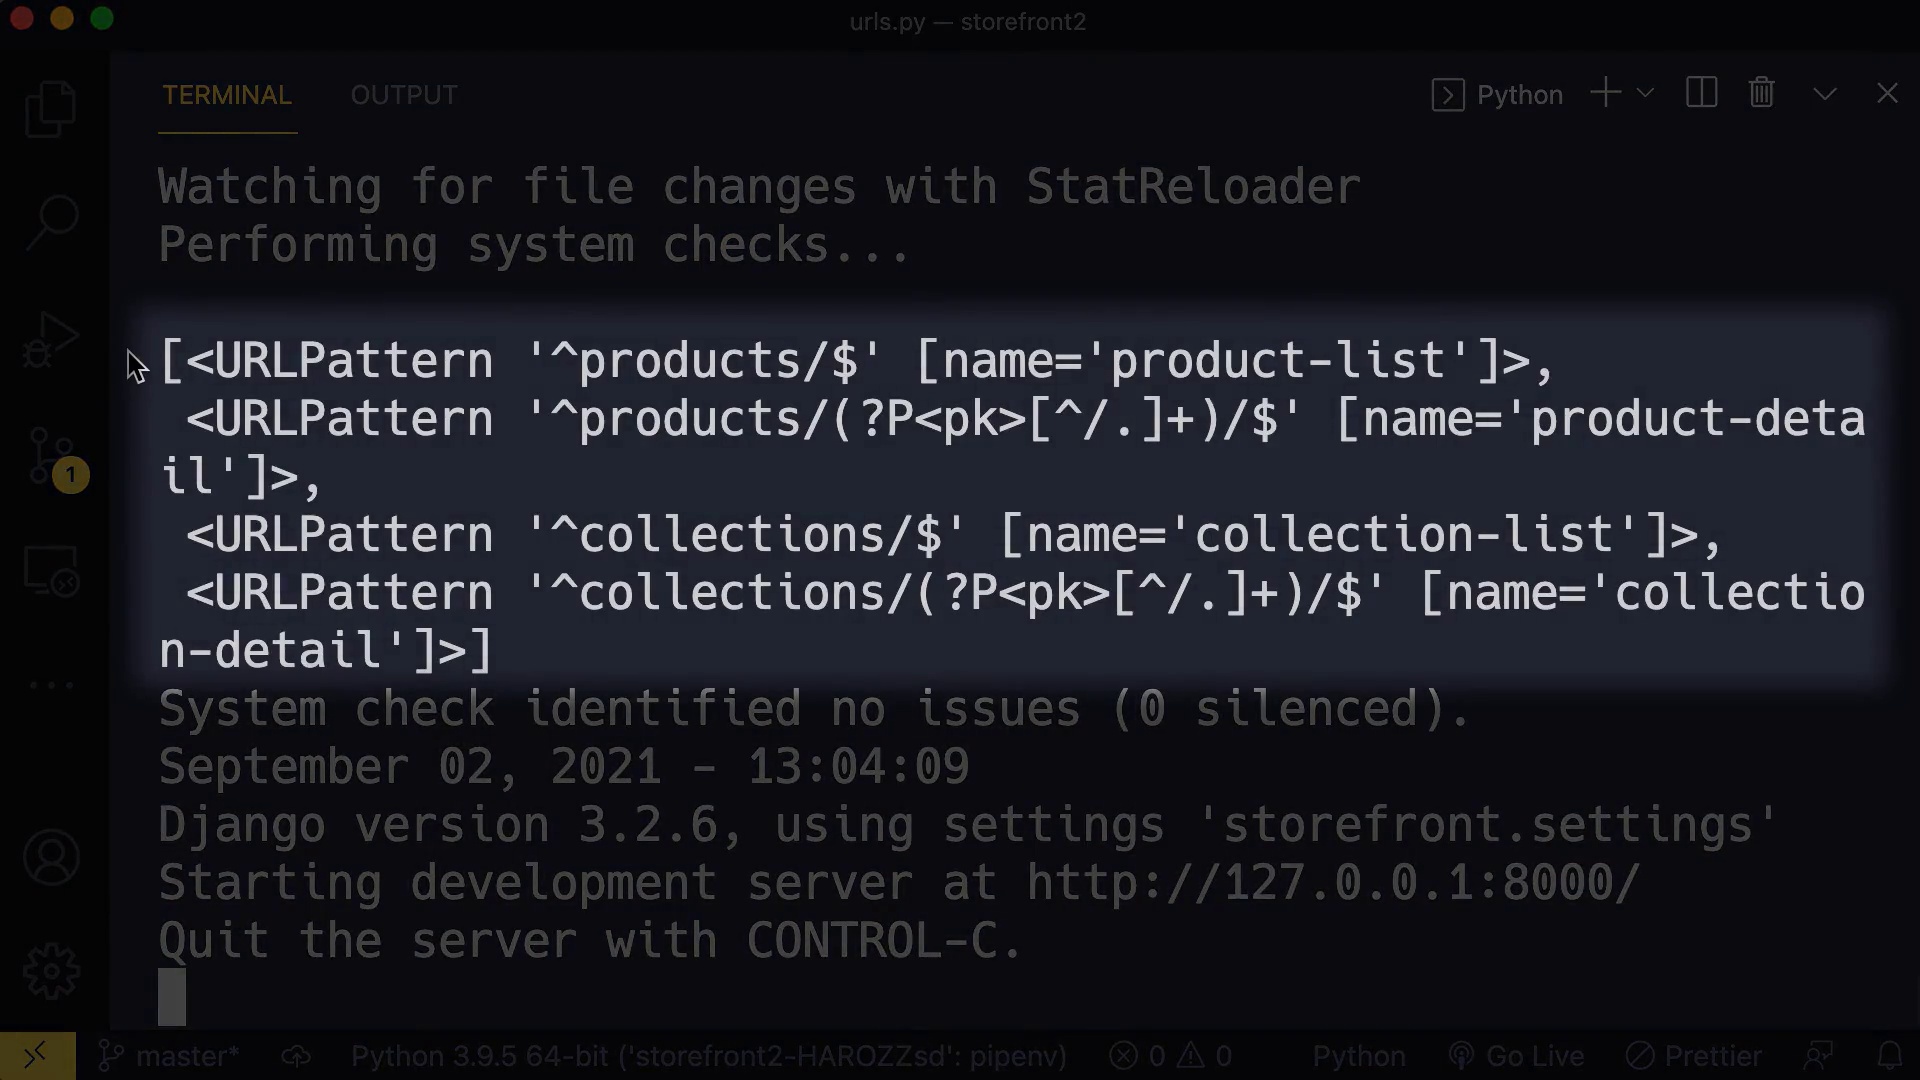 urls.py — storefront2
TERMINAL OUTPUT Python
Watching for file changes with StatReloader
Performing system checks...
[<URLPattern '^products/$' [name='product-list']>,
<URLPattern '^products/(?P<pk>[^/.]+)/$' [name='product-deta
il']>,
<URLPattern '^collections/$' [name='collection-list']>,
<URLPattern '^collections/(?P<pk>[^/.]+)/$' [name='collectio
n-detail']>]
System check identified no issues (0 silenced).
September 02, 2021 - 13:04:09
Django version 3.2.6, using settings 'storefront.settings'
Starting development server at http://127.0.0.1:8000/
Quit the server with CONTROL-C.
1
master* Python 3.9.5 64-bit ('storefront2-HAROZZsd': pipenv) 0 0 Python Go Live Prettier